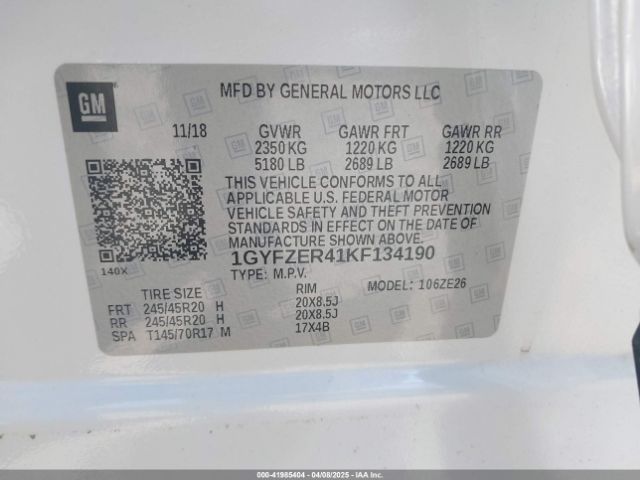 GM
MFD BY GENERAL MOTORS LLC
11/18 GVWR GAWR FRT GAWR RR
2350 KG 1220 KG 1220 KG
5180 LB 2689 LB 2689 LB
THIS VEHICLE CONFORMS TO ALL
APPLICABLE U.S. FEDERAL MOTOR
VEHICLE SAFETY AND THEFT PREVENTION
STANDARDS IN EFFECT ON THE DATE OF
MANUFACTURE SHOWN ABOVE.
140X 1GYFZER41KF134190
TYPE: M.P.V. MODEL: 106ZE26
TIRE SIZE RIM
FRT 245/45R20 H 20X8.5J
RR 245/45R20 H 20X8.5J
SPA T145/70R17 M 17X4B
000-41985404 | 04/08/2025 - IAAI.COM